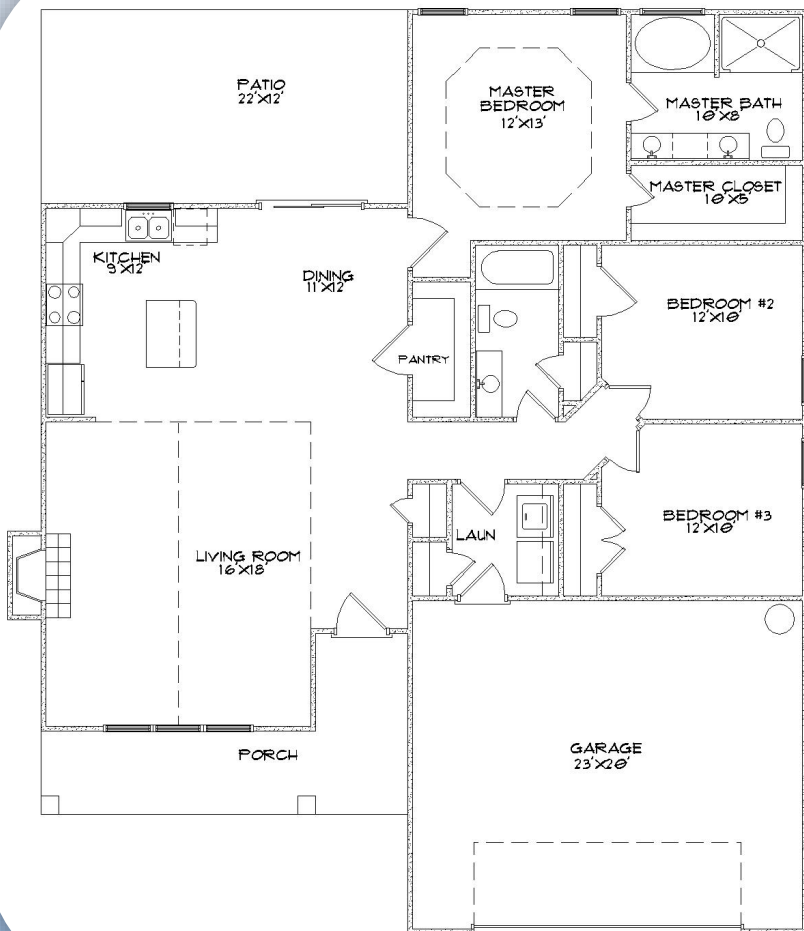 PATIO
22'X12'
MASTER
BEDROOM
12'X13'
MASTER BATH
10'X8'
MASTER CLOSET
10'X5'
KITCHEN
9'X12'
DINING
11'X12'
PANTRY
BEDROOM #2
12'X10'
BEDROOM #3
12'X10'
LAUN
LIVING ROOM
16'X18'
PORCH
GARAGE
23'X20'